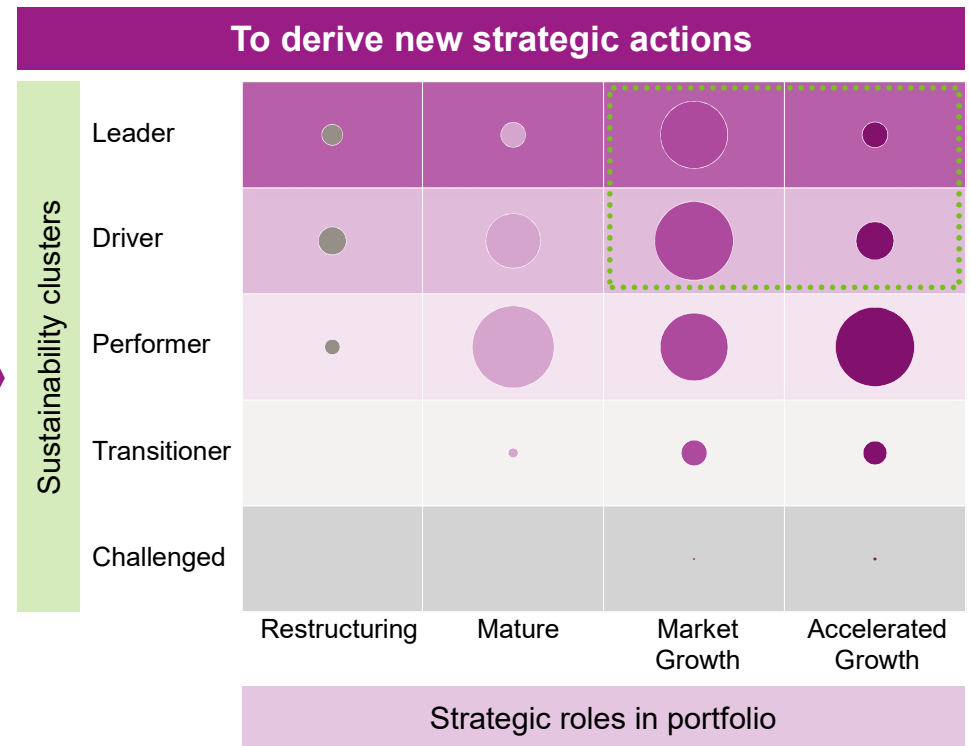 To derive new strategic actions
Sustainability clusters
Leader
Driver
Performer
Transitioner
Challenged
Restructuring
Mature
Market
Growth
Accelerated
Growth
Strategic roles in portfolio